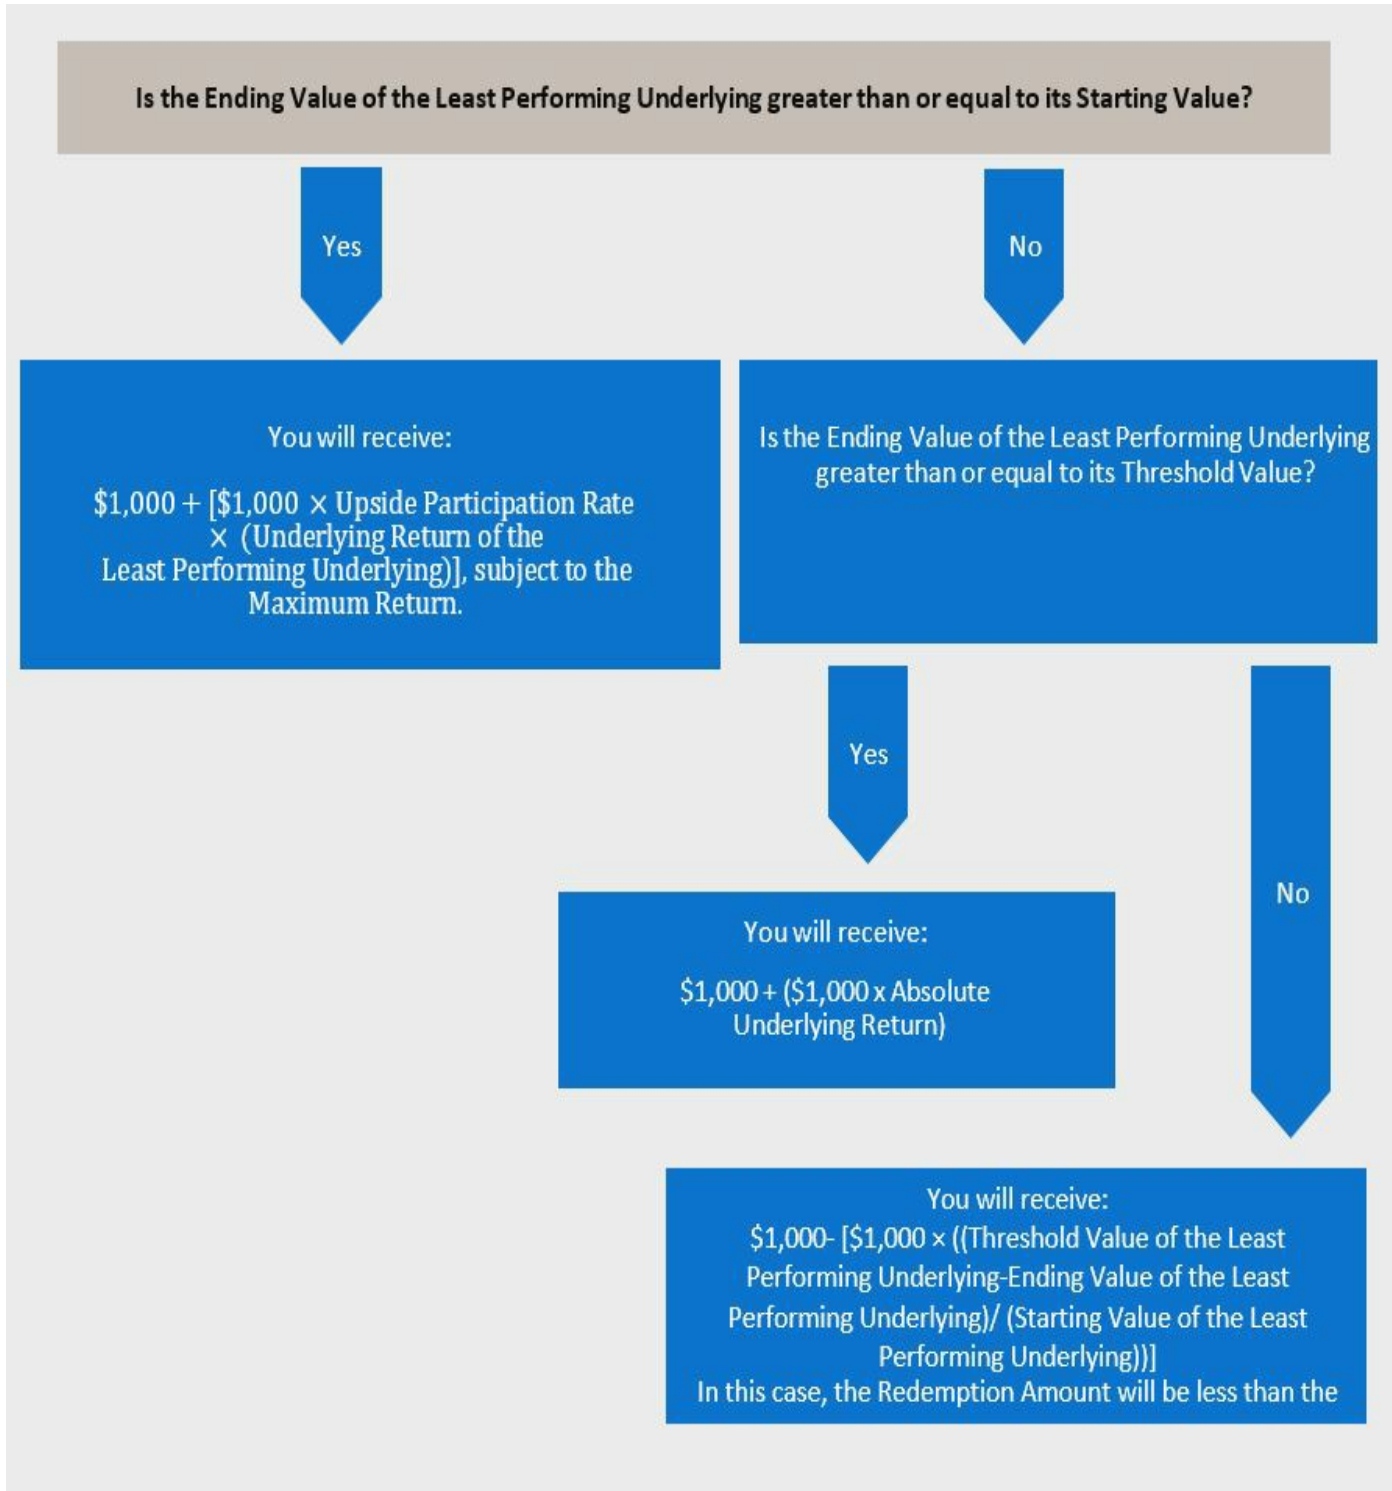 Is the Ending Value of the Least Performing Underlying greater than or equal to its Starting Value?
Yes
No
You will receive:
$1,000 + [$1,000 × Upside Participation Rate
× (Underlying Return of the
Least Performing Underlying)], subject to the
Maximum Return.
Is the Ending Value of the Least Performing Underlying
greater than or equal to its Threshold Value?
Yes
No
You will receive:
$1,000 + ($1,000 x Absolute
Underlying Return)
You will receive:
$1,000- [$1,000 × ((Threshold Value of the Least
Performing Underlying-Ending Value of the Least
Performing Underlying)/ (Starting Value of the Least
Performing Underlying))]
In this case, the Redemption Amount will be less than the